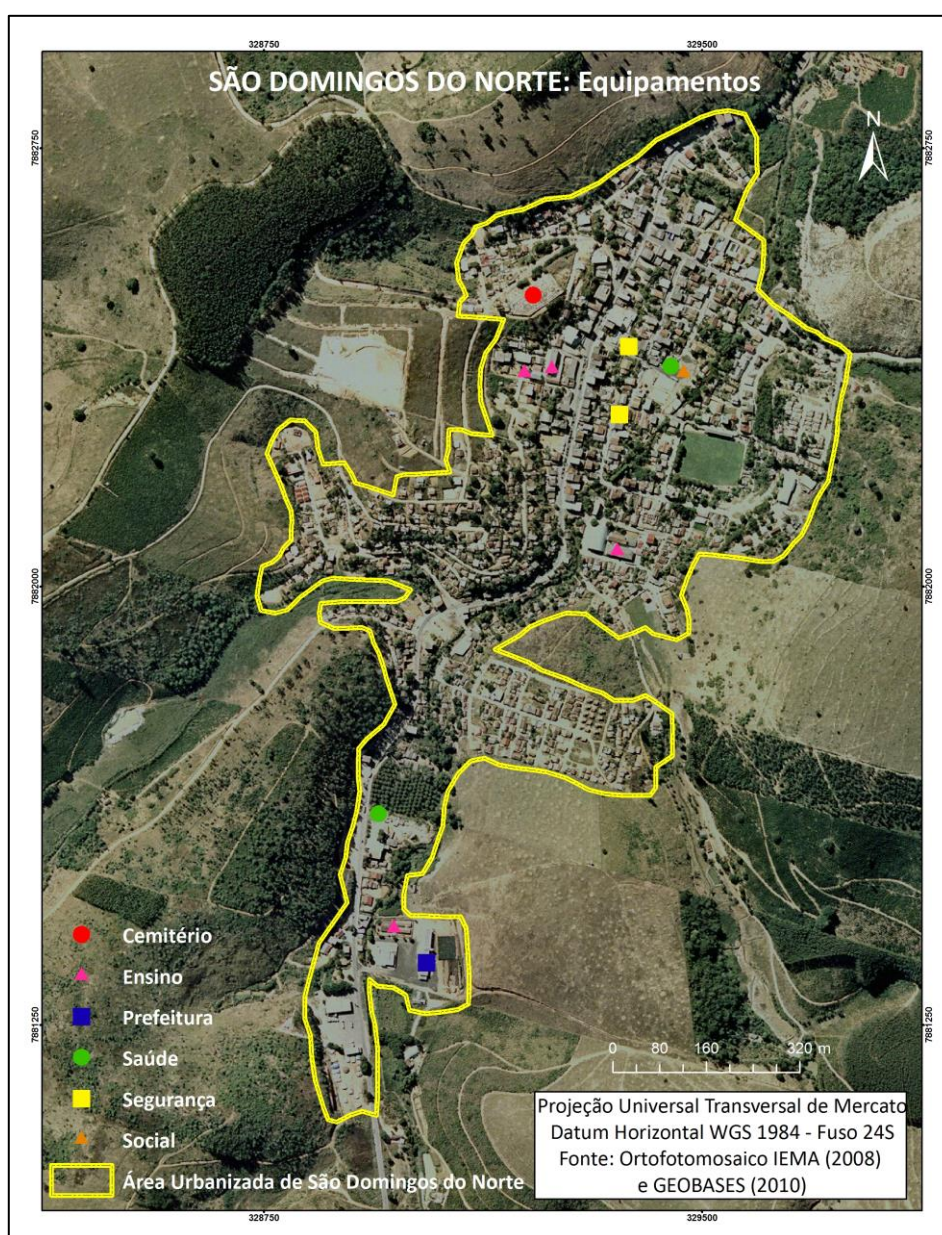 328750
329500
SÃO DOMINGOS DO NORTE: Equipamentos
N
7882750
7882750
7882000
7882000
7881250
7881250
Cemitério
Ensino
Prefeitura
Saúde
Segurança
Social
Área Urbanizada de São Domingos do Norte
0 80 160 320 m
Projeção Universal Transversal de Mercato
Datum Horizontal WGS 1984 - Fuso 24S
Fonte: Ortofotomosaico IEMA (2008)
e GEOBASES (2010)
328750
329500